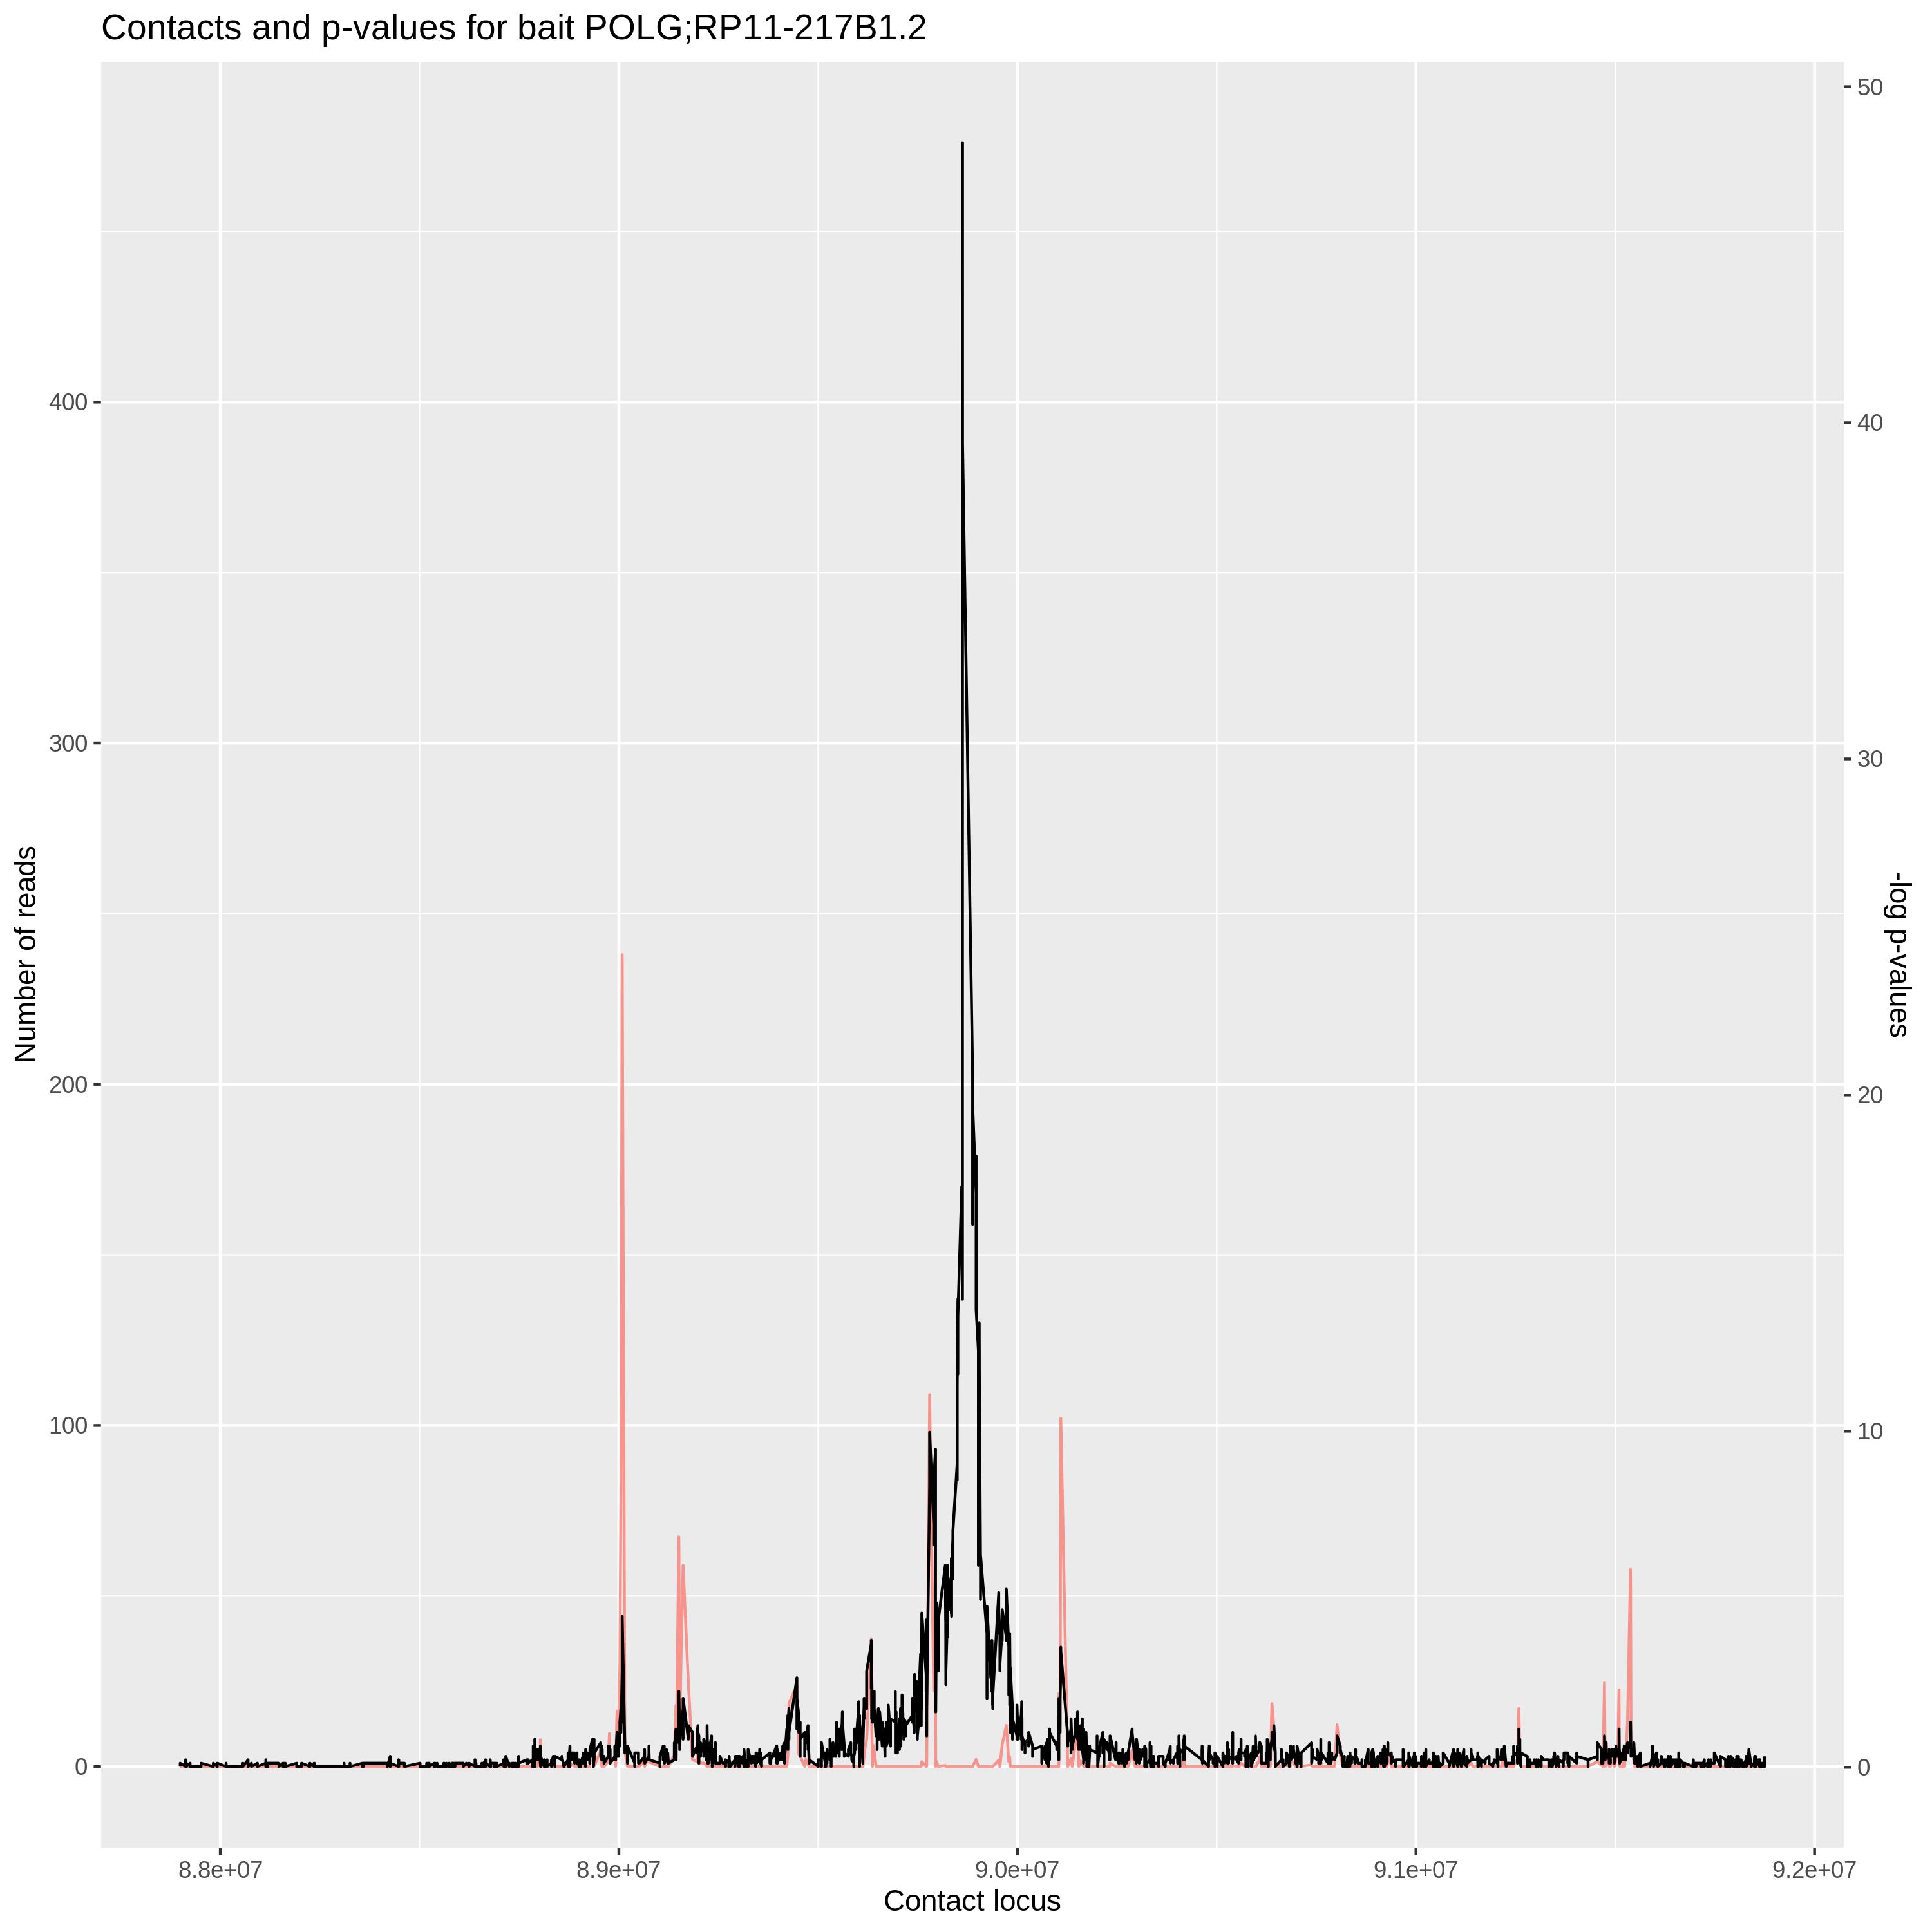 Contacts and p-values for bait POLG;RP11-217B1.2
Number of reads
400
300
200
100
0
50
40
30
20
10
0
-log p-values
8.8e+07
8.9e+07
9.0e+07
9.1e+07
9.2e+07
Contact locus